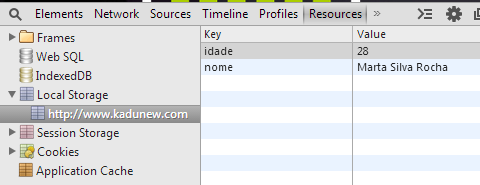 Elements Network Sources Timeline Profiles Resources
Frames
Web SQL
IndexedDB
Local Storage
http://www.kadunew.com
Session Storage
Cookies
Application Cache
Key Value
idade 28
nome Marta Silva Rocha